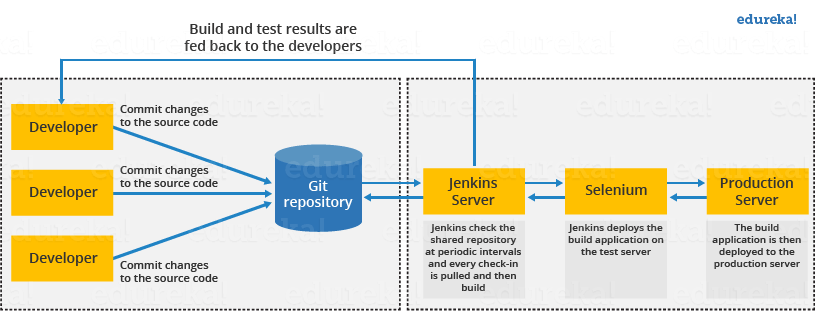 edureka!
Build and test results are
fed back to the developers
Developer
Commit changes
to the source code
Developer
Commit changes
to the source code
Developer
Commit changes
to the source code
Git
repository
Jenkins
Server
Jenkins check the
shared repository
at periodic intervals
and every check-in
is pulled and then
build
Selenium
Jenkins deploys the
build application on
the test server
Production
Server
The build
application is then
deployed to the
production server